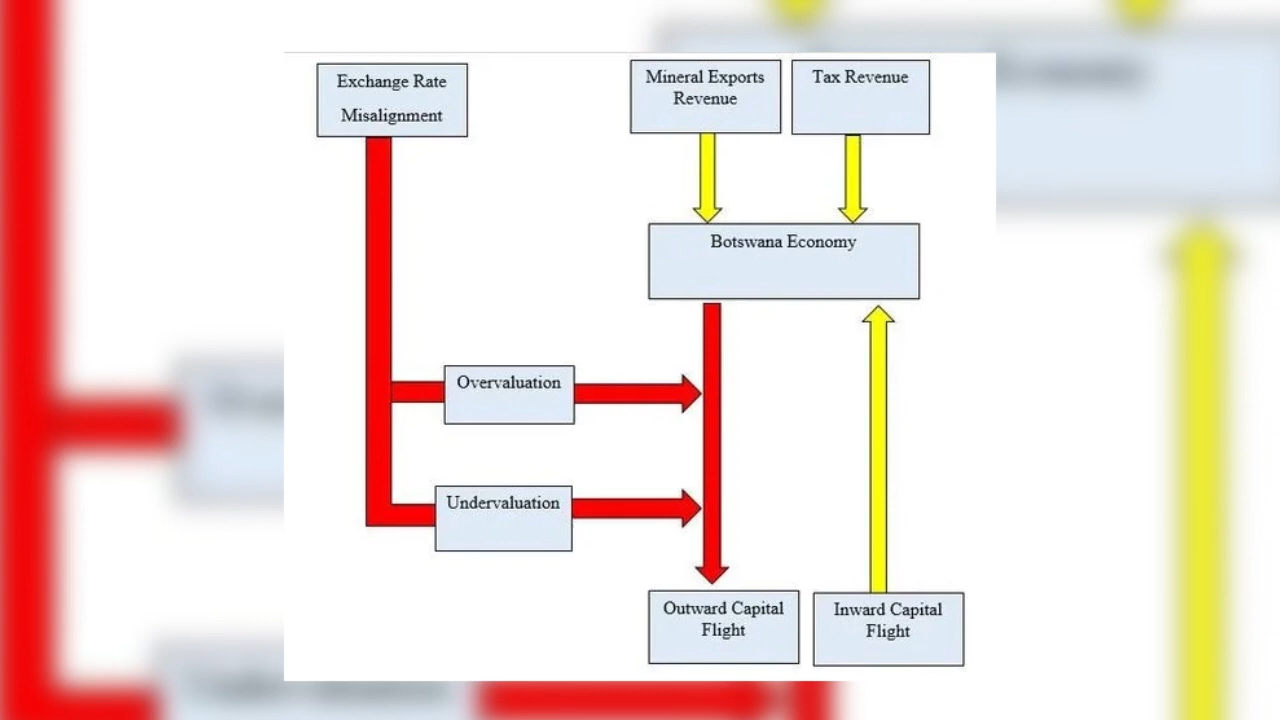 Exchange Rate
Misalignment
Mineral Exports
Revenue
Tax Revenue
Botswana Economy
Overvaluation
Undervaluation
Outward Capital
Flight
Inward Capital
Flight